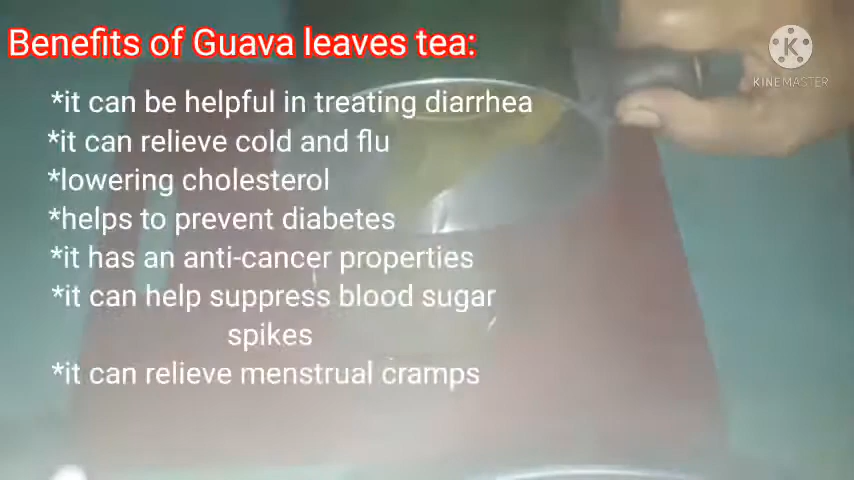 Benefits of Guava leaves tea:
KINEMASTER
*it can be helpful in treating diarrhea
*it can relieve cold and flu
*lowering cholesterol
*helps to prevent diabetes
*it has an anti-cancer properties
*it can help suppress blood sugar
spikes
*it can relieve menstrual cramps